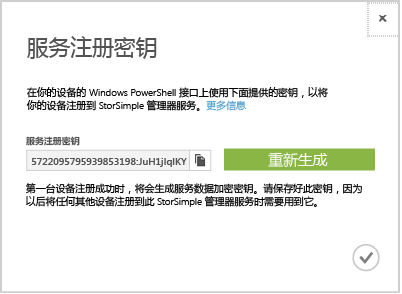 服务注册密钥
在你的设备的 Windows PowerShell 接口上使用下面提供的密钥，以将
你的设备注册到 StorSimple 管理器服务。更多信息
服务注册密钥
5722095795939853198:JuH1jIqlKY
重新生成
第一台设备注册成功时，将会生成服务数据加密密钥。请保存好此密钥，因为
以后将任何其他设备注册到此 StorSimple 管理器服务时需要用到它。